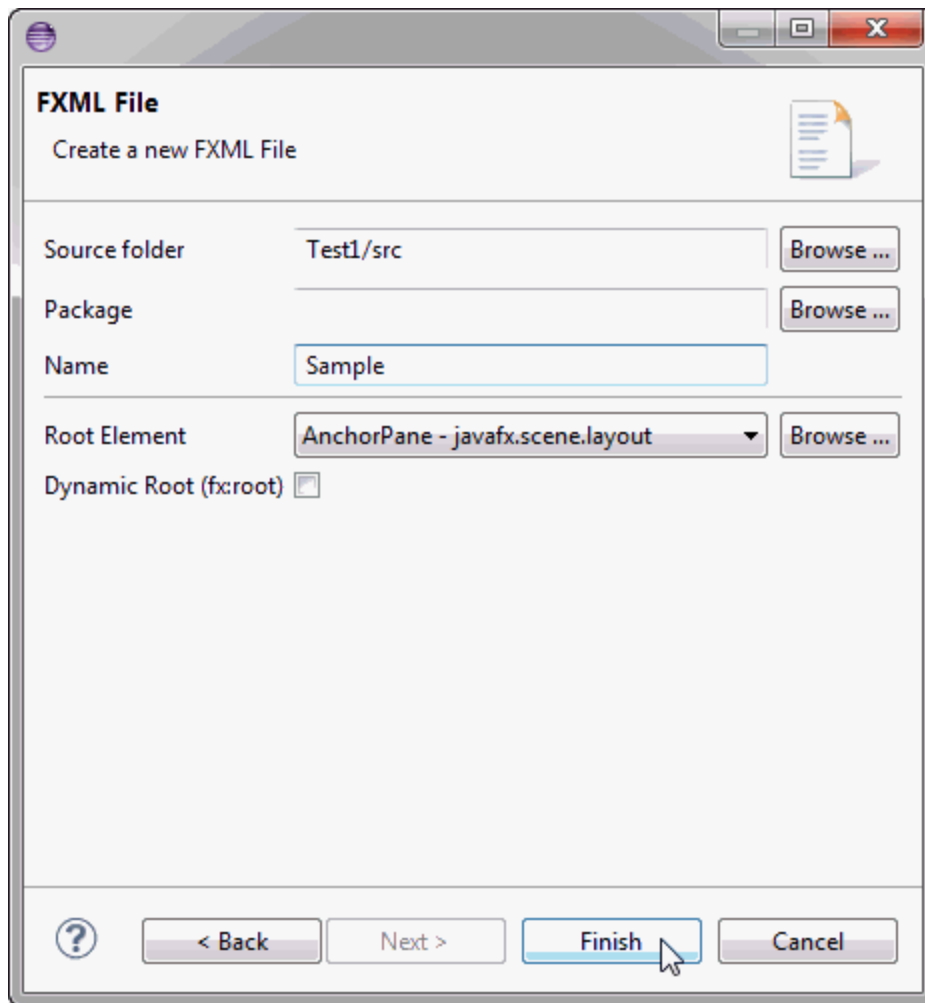 FXML File
Create a new FXML File
Source folder Test1/src Browse ...
Package Browse ...
Name Sample
Root Element AnchorPane - javafx.scene.layout Browse ...
Dynamic Root (fx:root)
? < Back Next > Finish Cancel